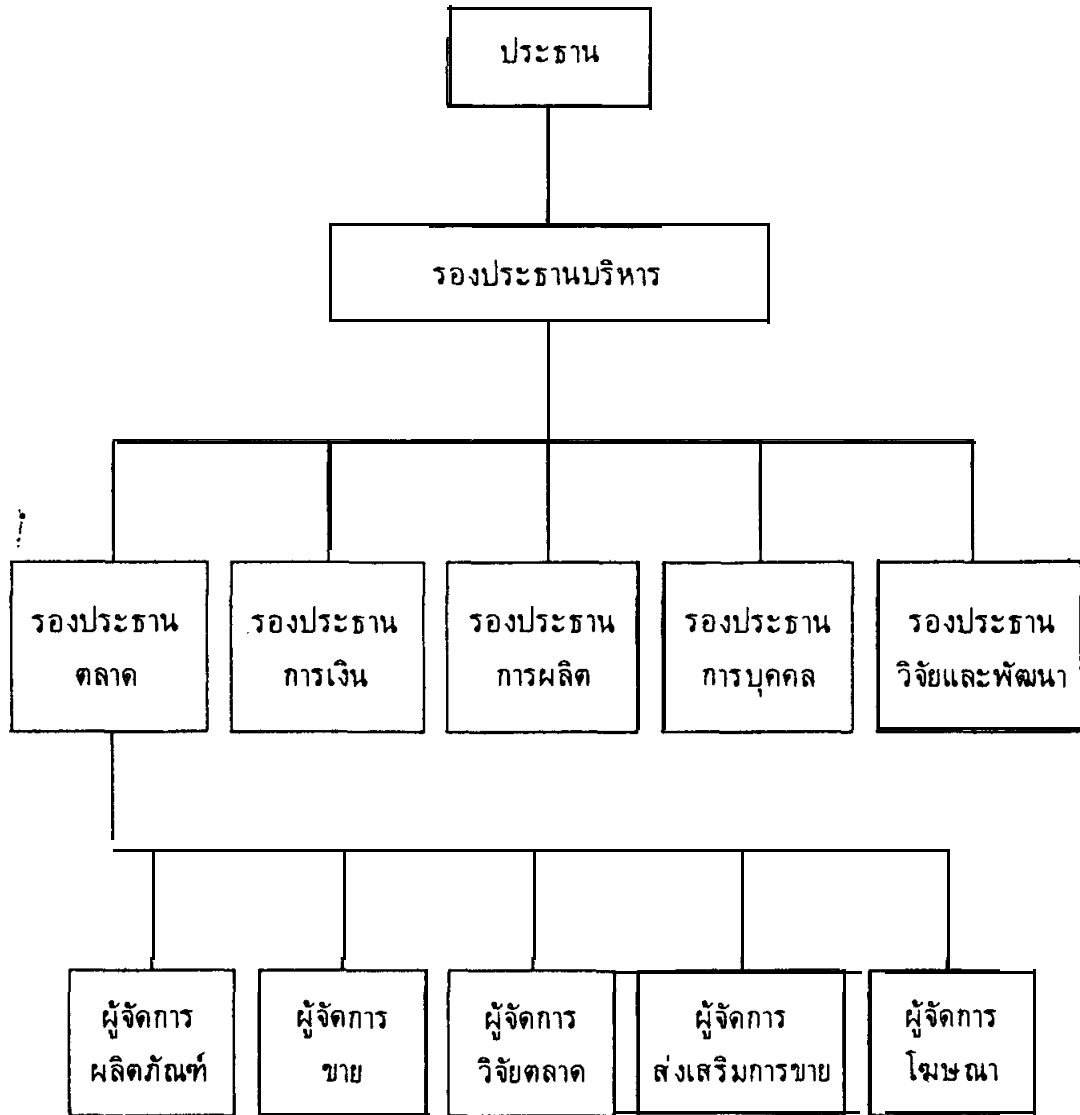 ประธาน
รองประธานบริหาร
รองประธาน
ตลาด
รองประธาน
การเงิน
รองประธาน
การผลิต
รองประธาน
การบุคคล
รองประธาน
วิจัยและพัฒนา
ผู้จัดการ
ผลิตภัณฑ์
ผู้จัดการ
ขาย
ผู้จัดการ
วิจัยตลาด
ผู้จัดการ
ส่งเสริมการขาย
ผู้จัดการ
โฆษณา